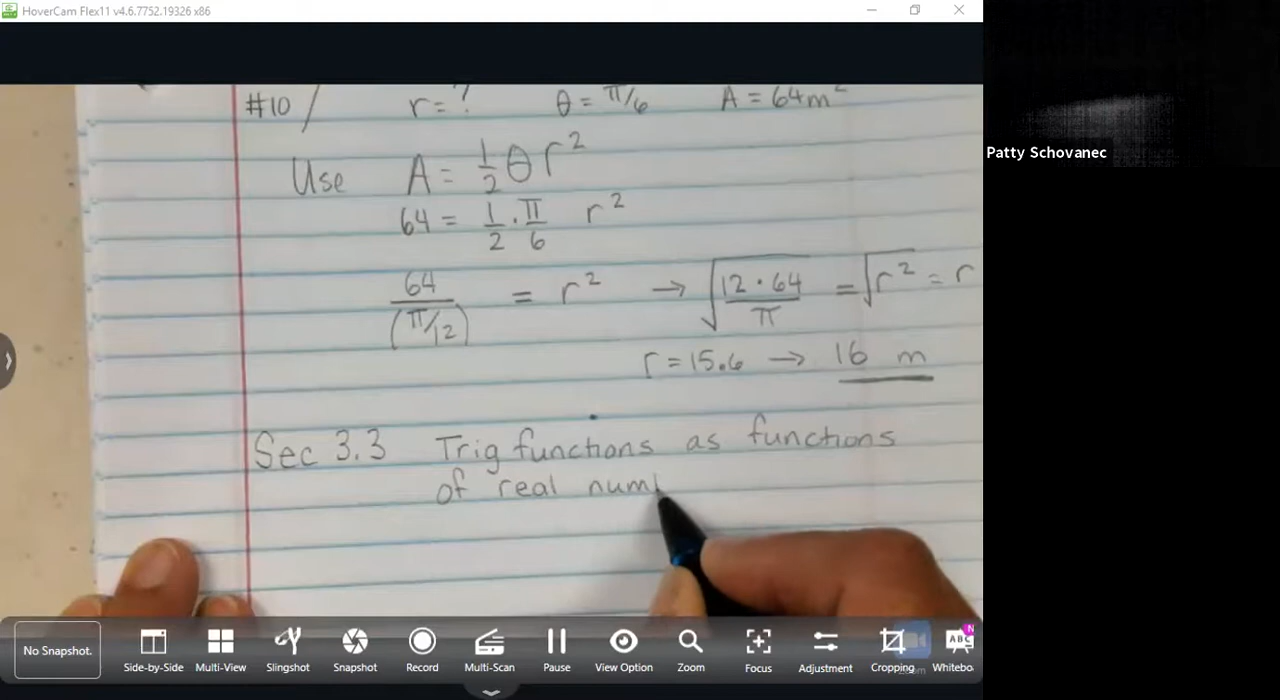 HoverCam Flex11 v4.6.7752.19326 x86
#10 / r = ? θ = π/6 A = 64m²
Patty Schovanec
Use A = 1/2 θ r²
64 = 1/2 · π/6 r²
64/(π/12) = r² → √(12 · 64/π) = √r² = r
r = 15.6 → 16 m
Sec 3.3 Trig functions as functions
of real num
No Snapshot.
Side-by-Side Multi-View Slingshot Snapshot Record Multi-Scan Pause View Option Zoom Focus Adjustment Cropping Whitebo